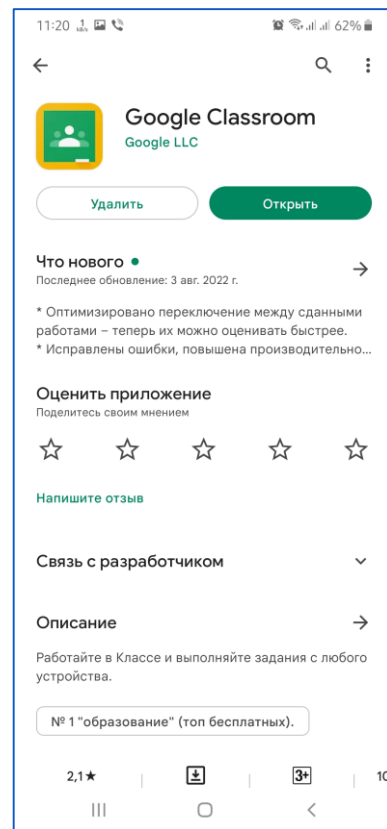 11:20 62%
Google Classroom
Google LLC
Удалить Открыть
Что нового
Последнее обновление: 3 авг. 2022 г.
* Оптимизировано переключение между сданными
работами – теперь их можно оценивать быстрее.
* Исправлены ошибки, повышена производительно...
Оценить приложение
Поделитесь своим мнением
Напишите отзыв
Связь с разработчиком
Описание
Работайте в Классе и выполняйте задания с любого
устройства.
№ 1 "образование" (топ бесплатных).
2,1★ 3+ 10